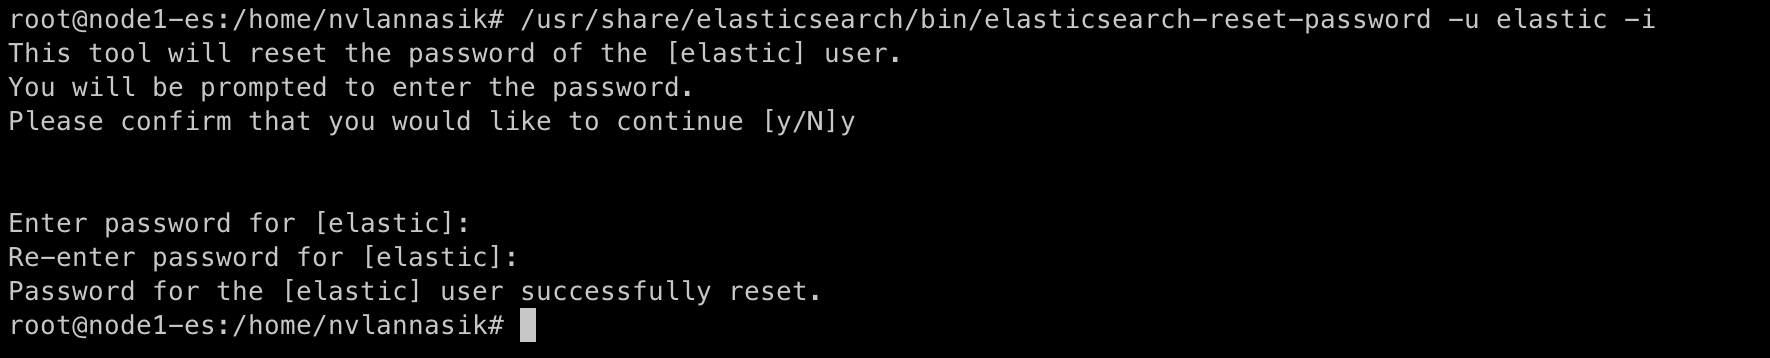 root@node1-es:/home/nvlannasik# /usr/share/elasticsearch/bin/elasticsearch-reset-password -u elastic -i
This tool will reset the password of the [elastic] user.
You will be prompted to enter the password.
Please confirm that you would like to continue [y/N]y
Enter password for [elastic]:
Re-enter password for [elastic]:
Password for the [elastic] user successfully reset.
root@node1-es:/home/nvlannasik#